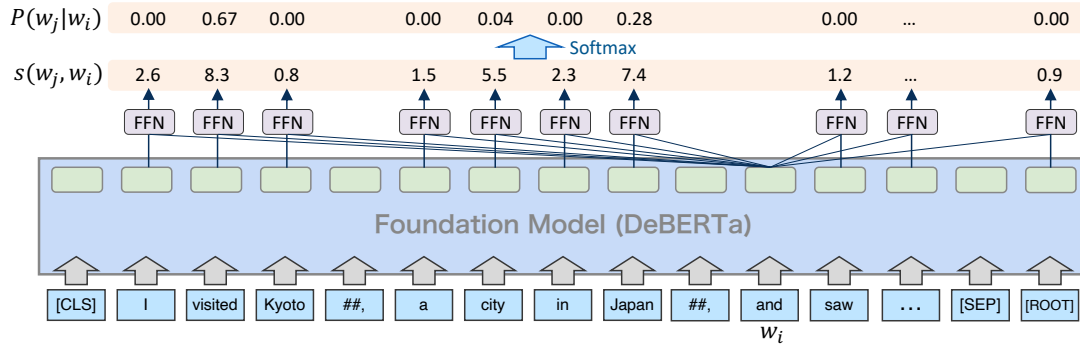 P(w_j|w_i) 0.00 0.67 0.00 0.00 0.04 0.00 0.28 0.00 ... 0.00
Softmax
s(w_j, w_i) 2.6 8.3 0.8 1.5 5.5 2.3 7.4 1.2 ... 0.9
FFN FFN FFN FFN FFN FFN FFN FFN FFN FFN
Foundation Model (DeBERTa)
[CLS] I visited Kyoto ##, a city in Japan ##, and saw ... [SEP] [ROOT]
w_i